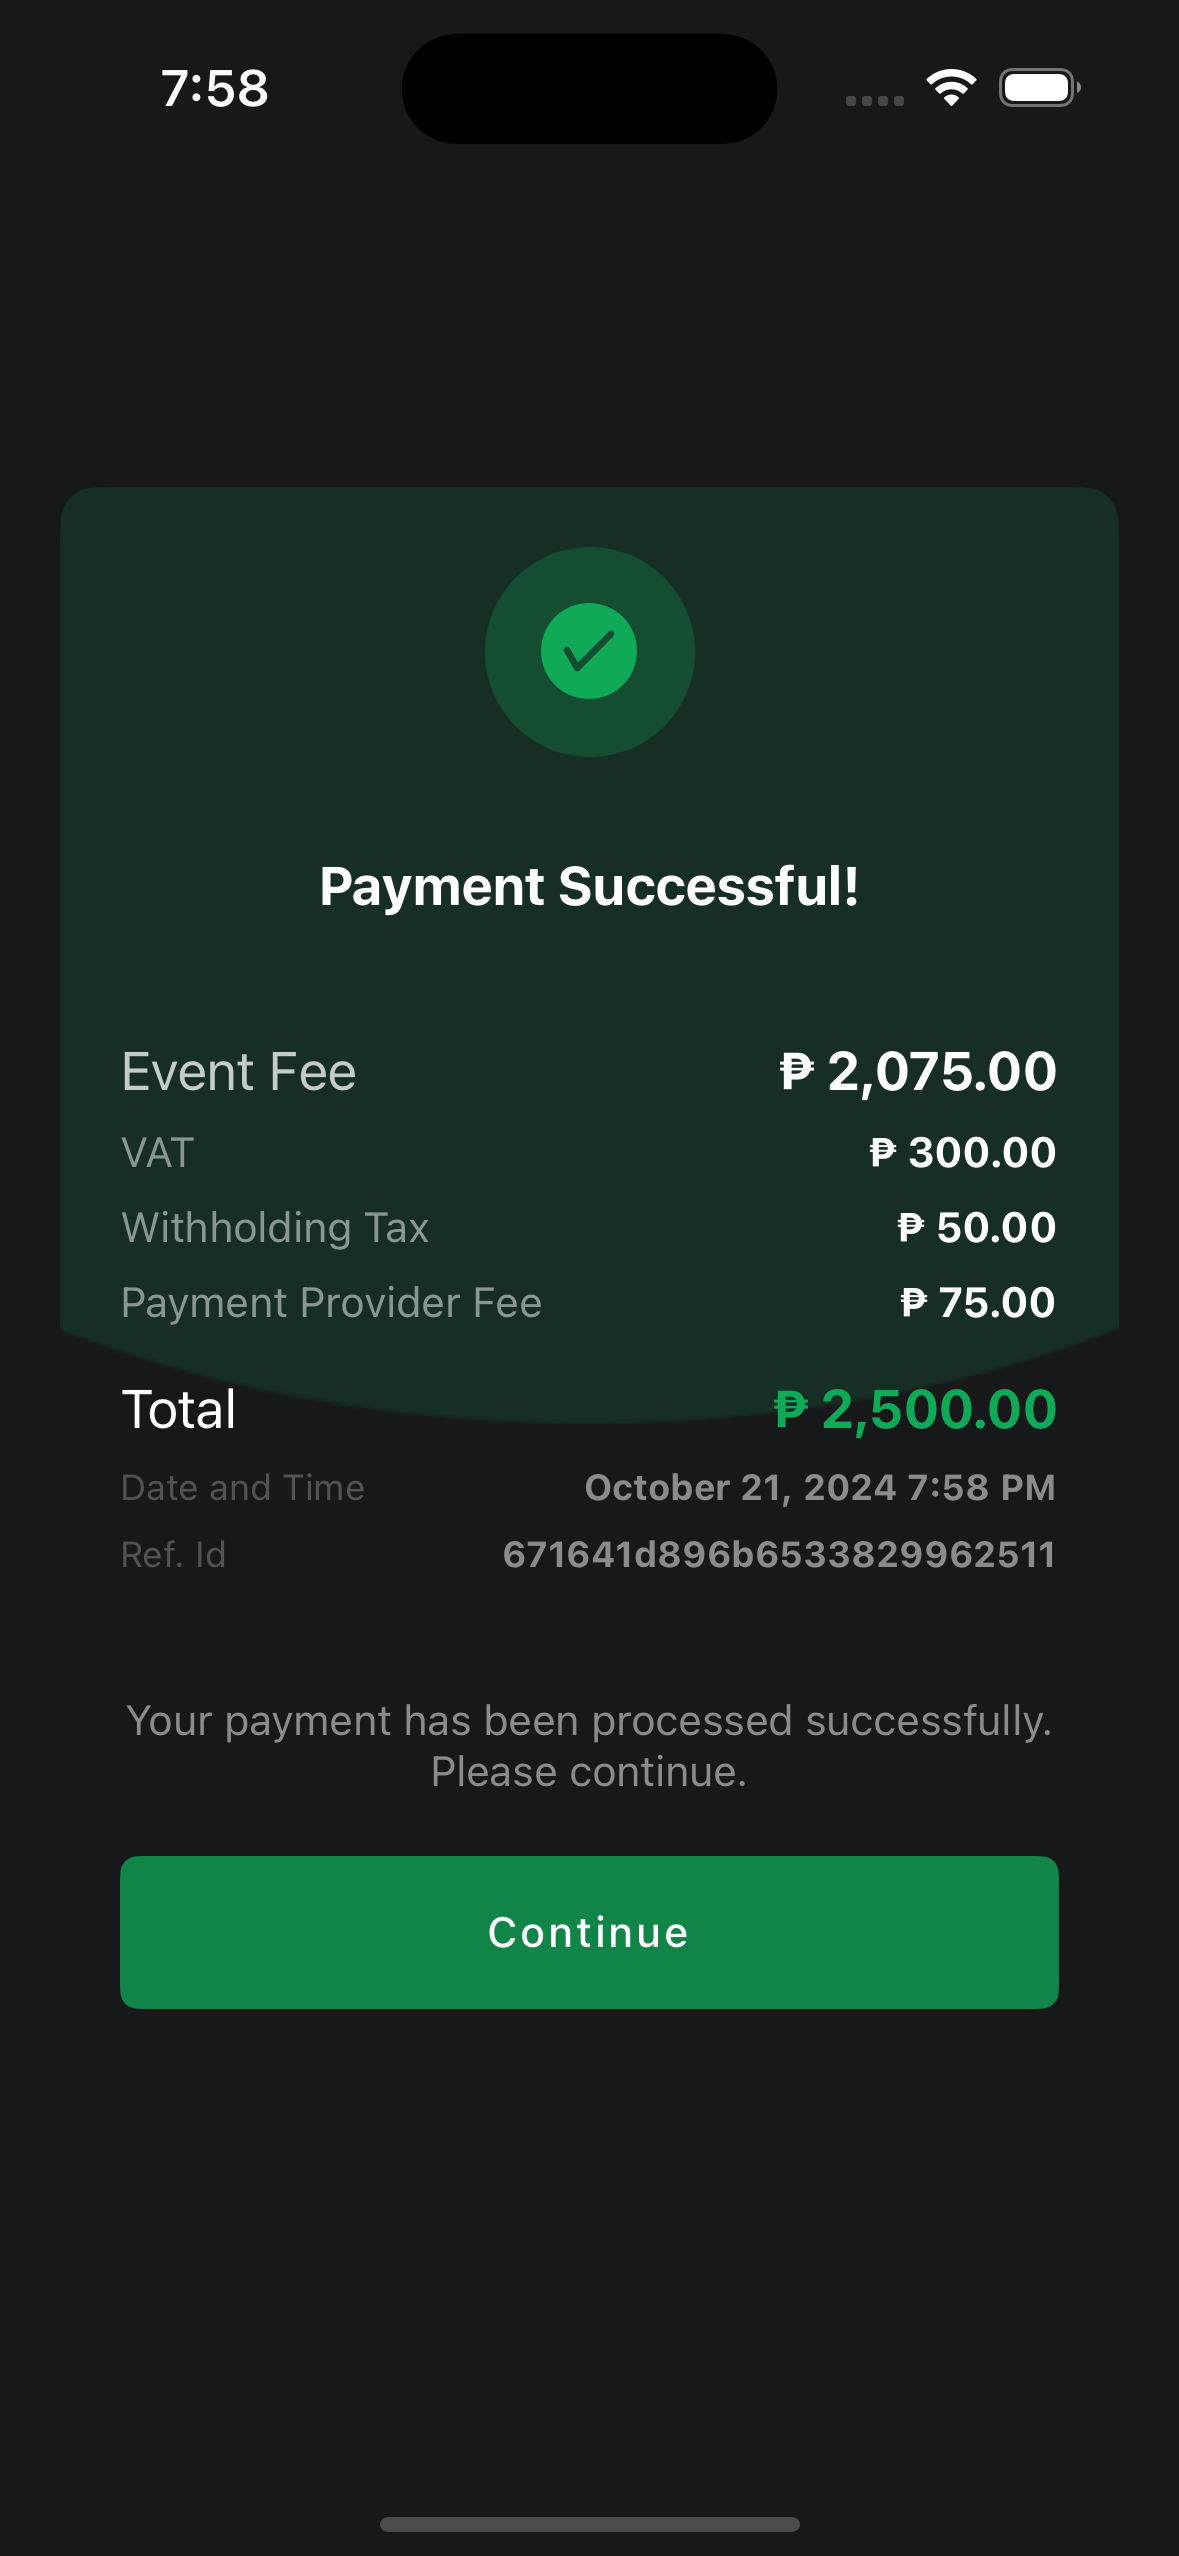 7:58
Payment Successful!
Event Fee ₱ 2,075.00
VAT ₱ 300.00
Withholding Tax ₱ 50.00
Payment Provider Fee ₱ 75.00
Total ₱ 2,500.00
Date and Time October 21, 2024 7:58 PM
Ref. Id 671641d896b6533829962511
Your payment has been processed successfully.
Please continue.
Continue